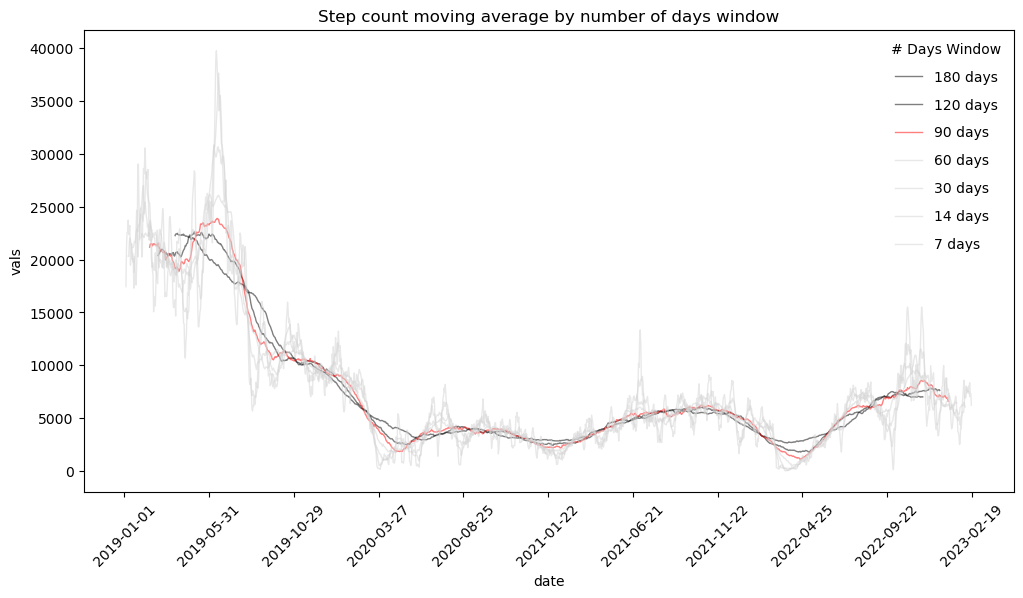 Step count moving average by number of days window
# Days Window
180 days
120 days
90 days
60 days
30 days
14 days
7 days
vals
40000
35000
30000
25000
20000
15000
10000
5000
0
2019-01-01
2019-05-31
2019-10-29
2020-03-27
2020-08-25
2021-01-22
2021-06-21
2021-11-22
2022-04-25
2022-09-22
2023-02-19
date